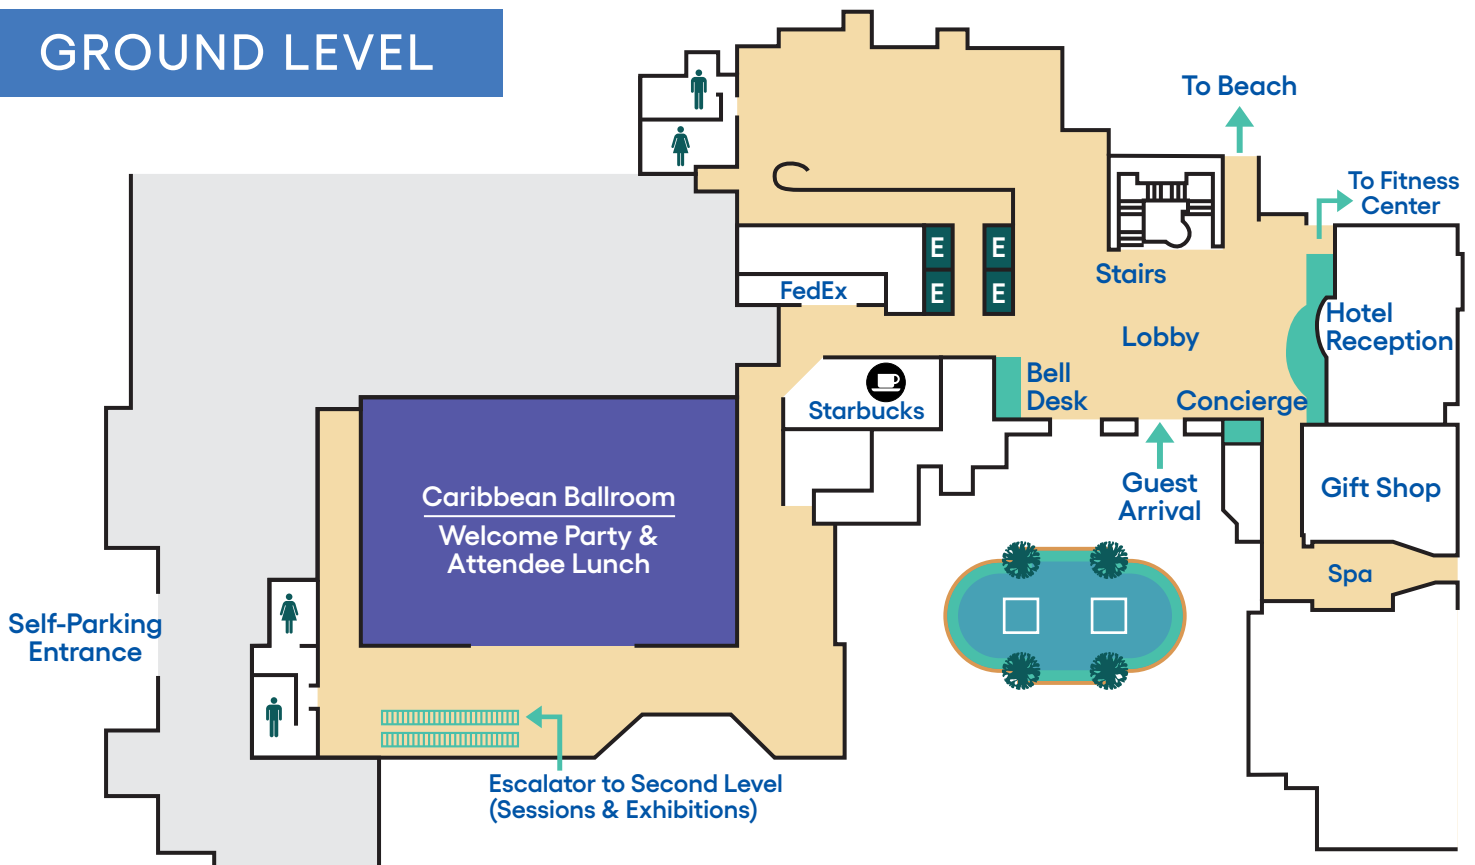 GROUND LEVEL
To Beach
To Fitness
Center
E
E
E
E
Stairs
FedEx
Hotel
Reception
Lobby
Bell
Desk
Concierge
Starbucks
Guest
Arrival
Gift Shop
Caribbean Ballroom
Welcome Party &
Attendee Lunch
Spa
Self-Parking
Entrance
Escalator to Second Level
(Sessions & Exhibitions)